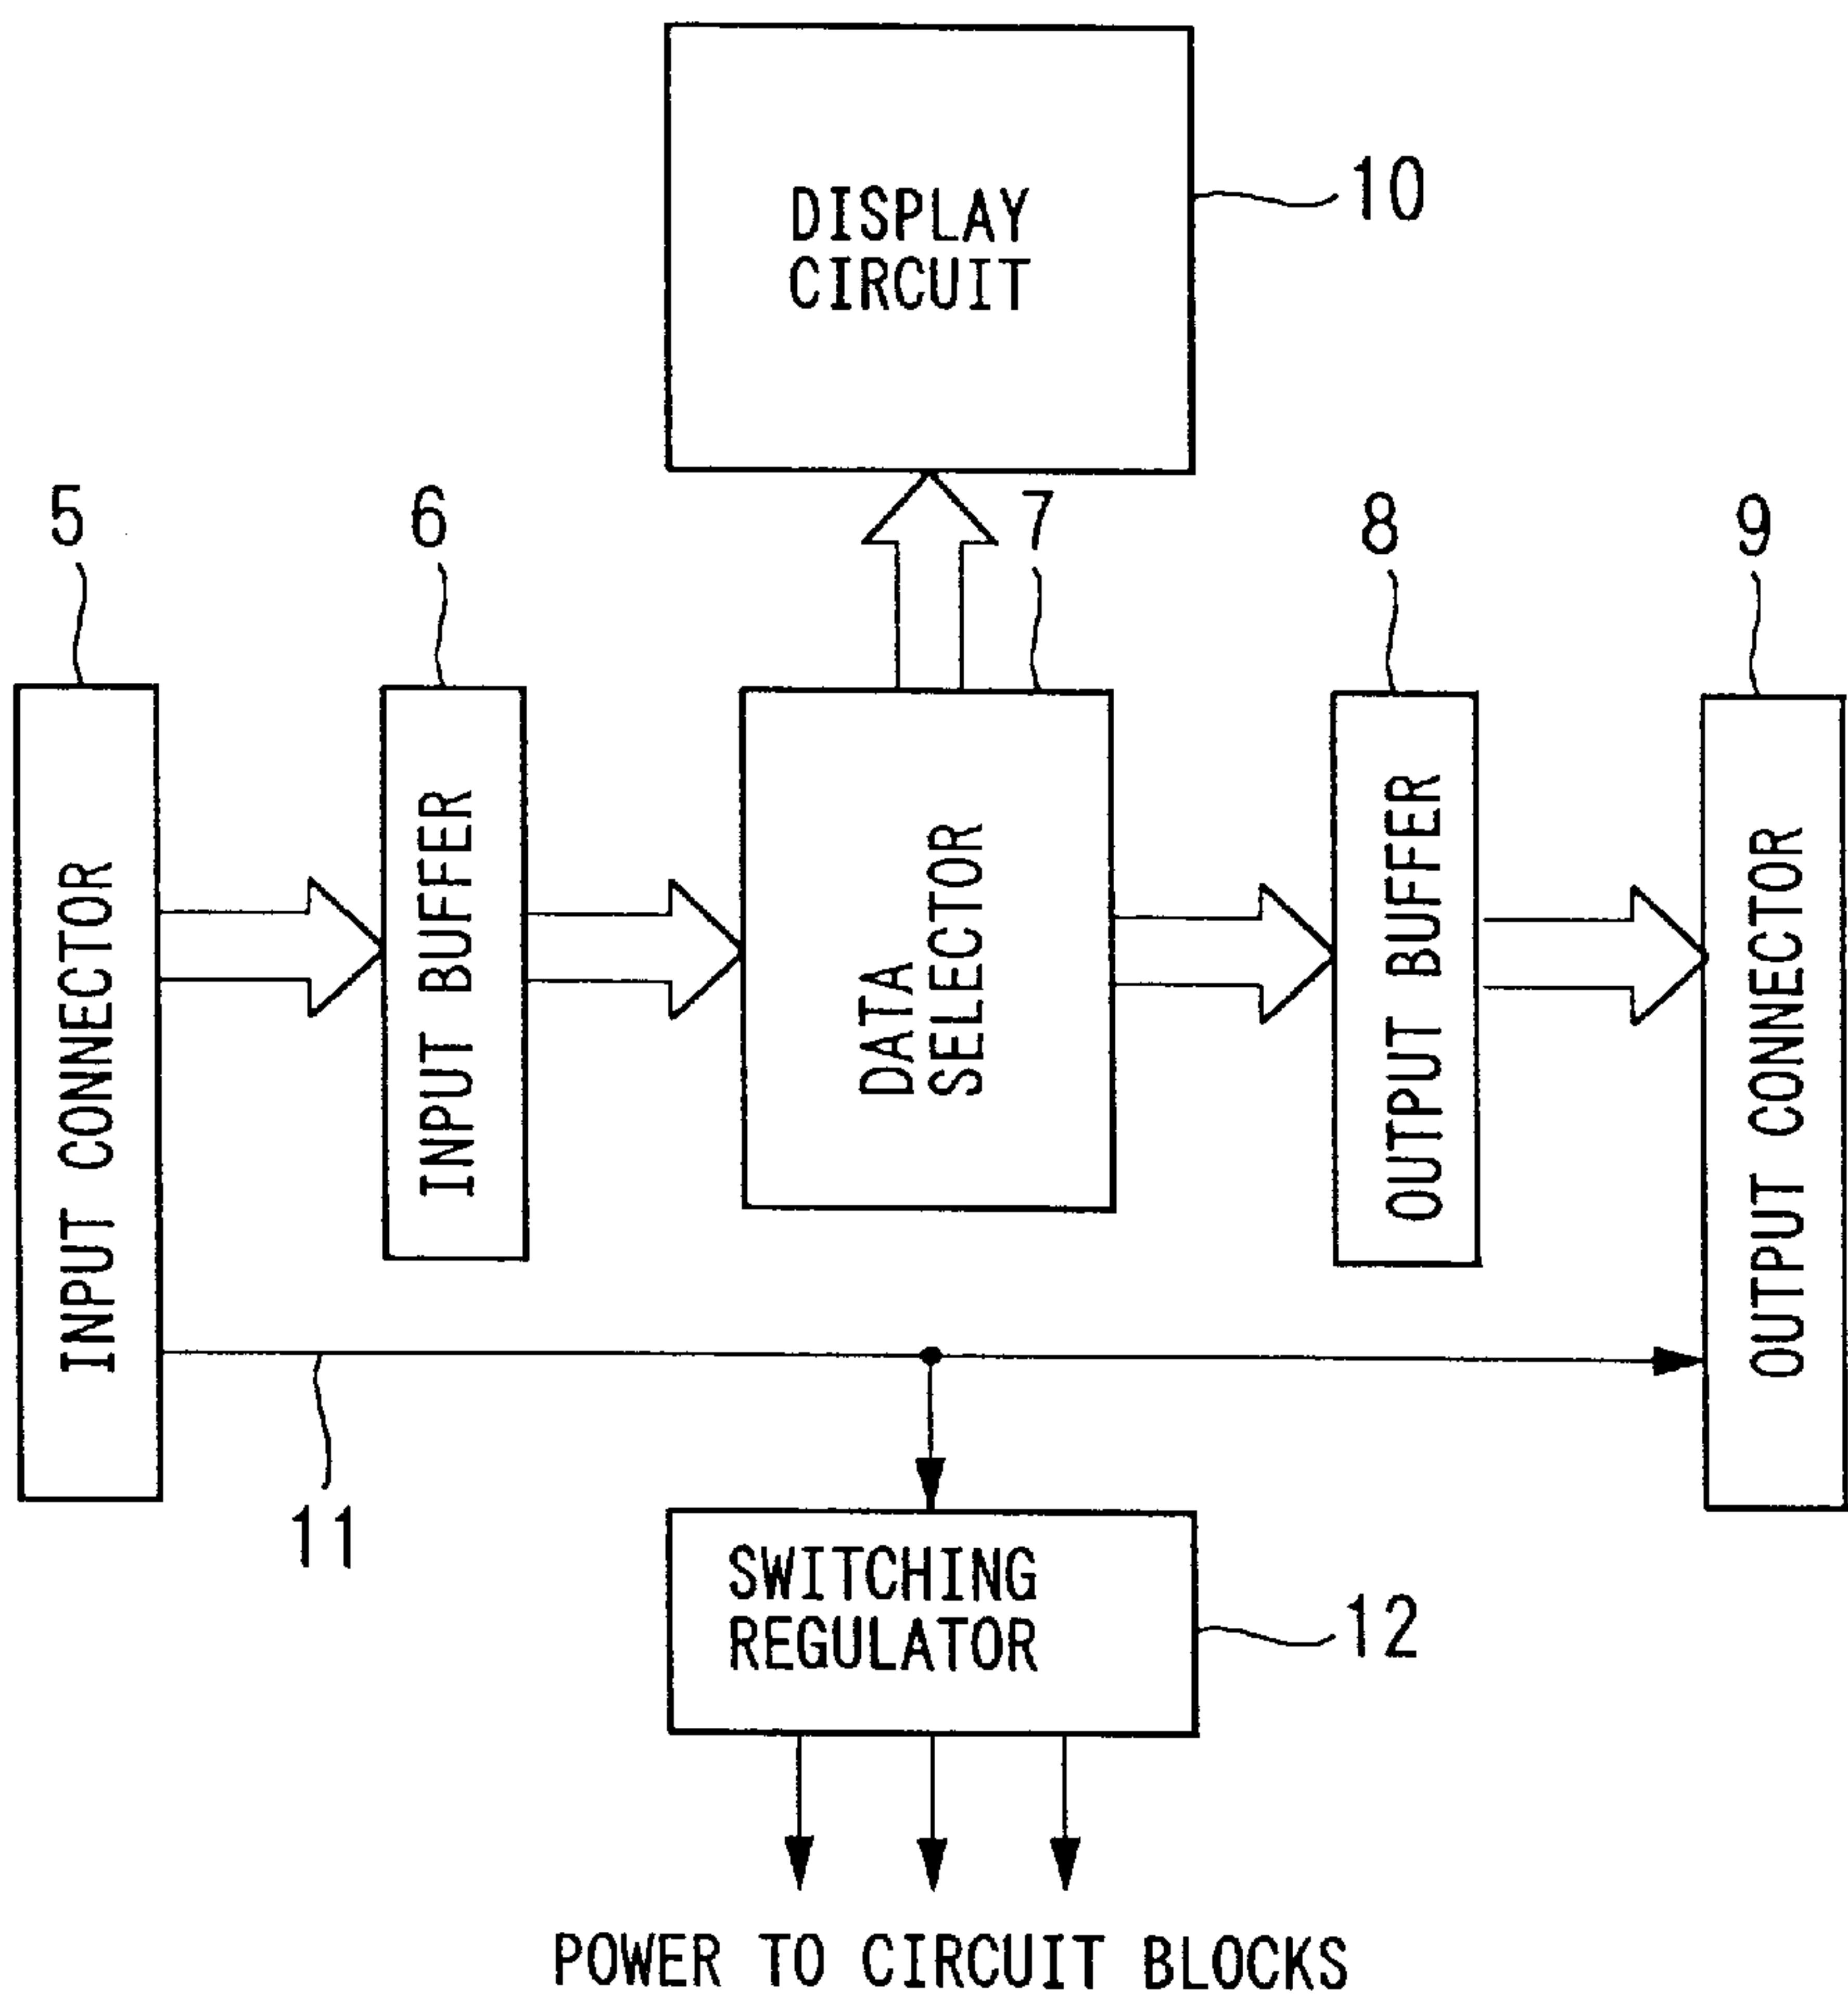 DISPLAY
CIRCUIT
10
5
6
7
8
9
INPUT CONNECTOR
INPUT BUFFER
DATA
SELECTOR
OUTPUT BUFFER
OUTPUT CONNECTOR
11
SWITCHING
REGULATOR
12
POWER TO CIRCUIT BLOCKS